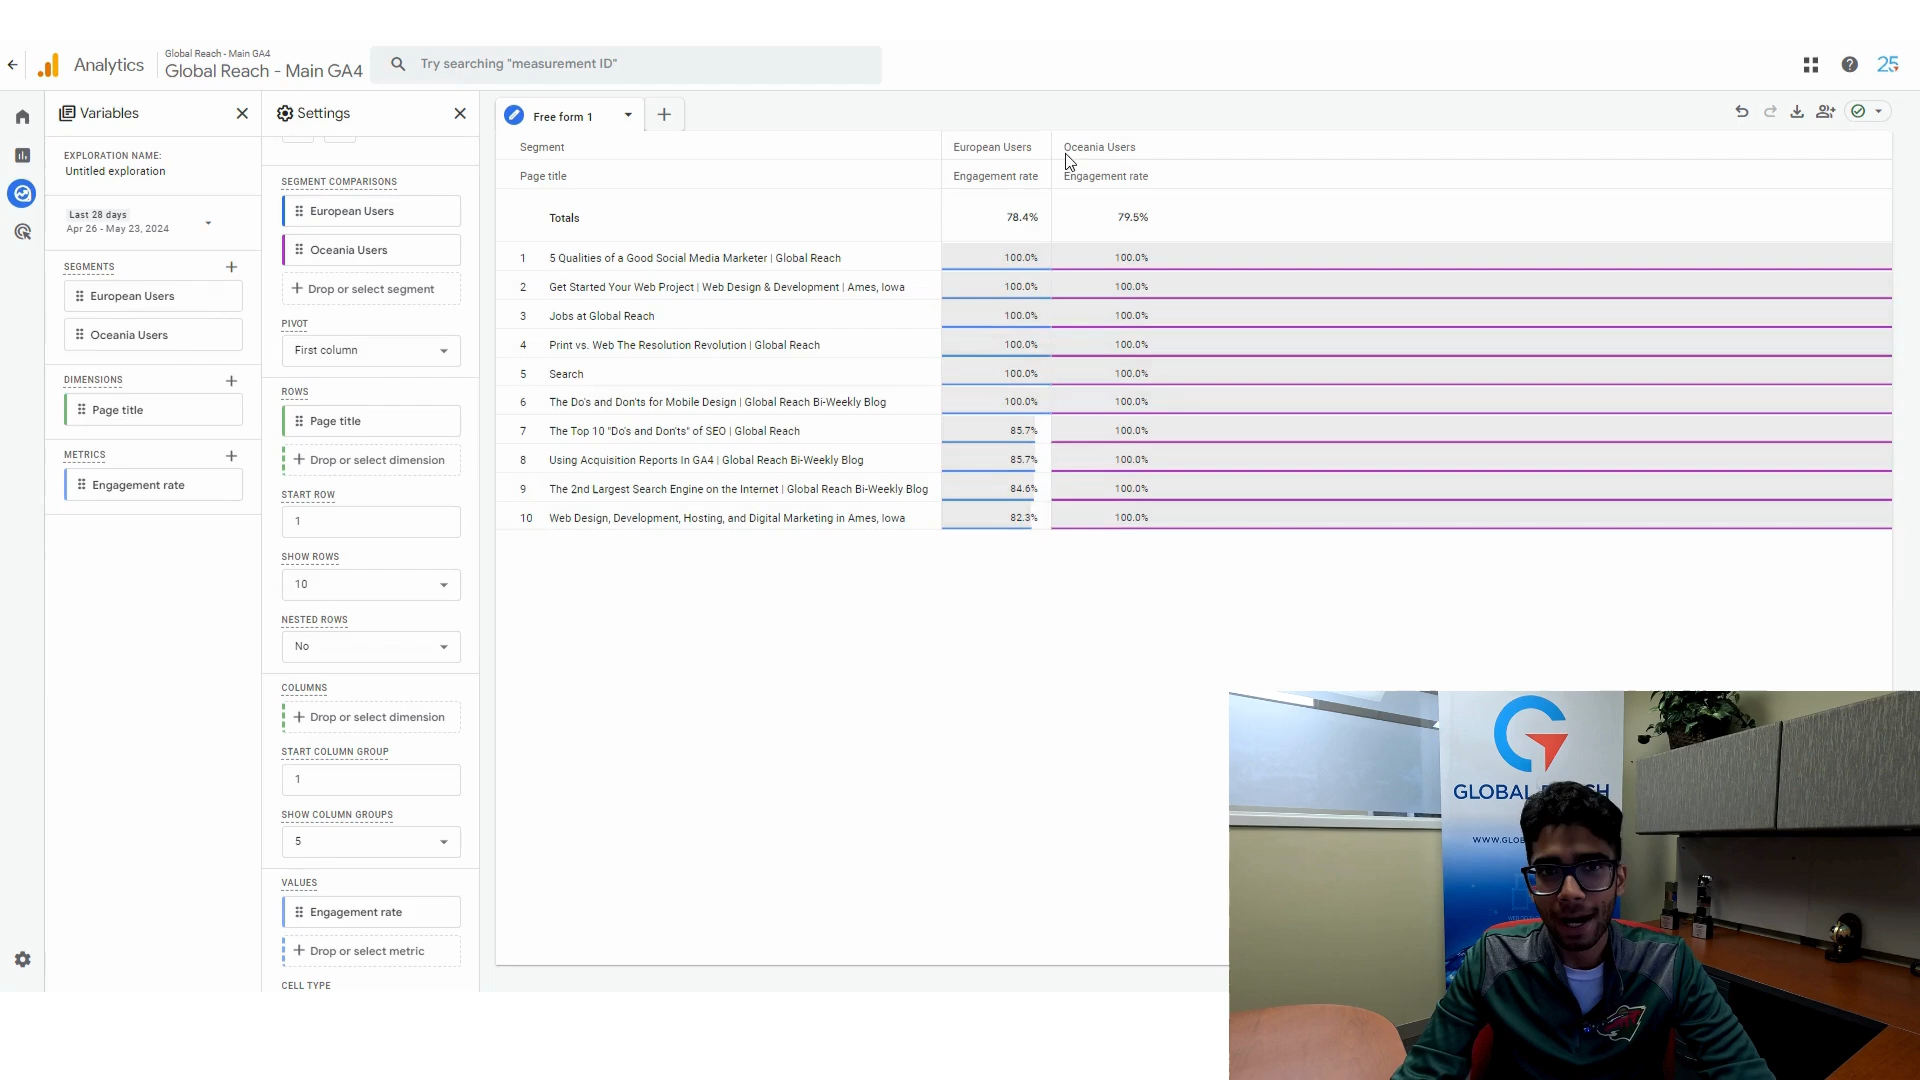 Analytics
Global Reach - Main GA4
Global Reach - Main GA4
Try searching "measurement ID"
25
Variables
EXPLORATION NAME:
Untitled exploration
Last 28 days
Apr 26 - May 23, 2024
SEGMENTS
European Users
Oceania Users
DIMENSIONS
Page title
METRICS
Engagement rate
Settings
SEGMENT COMPARISONS
European Users
Oceania Users
Drop or select segment
PIVOT
First column
ROWS
Page title
Drop or select dimension
START ROW
1
SHOW ROWS
10
NESTED ROWS
No
COLUMNS
Drop or select dimension
START COLUMN GROUP
1
SHOW COLUMN GROUPS
5
VALUES
Engagement rate
Drop or select metric
CELL TYPE
Free form 1
Segment European Users Oceania Users
Page title Engagement rate Engagement rate
Totals 78.4% 79.5%
1 5 Qualities of a Good Social Media Marketer | Global Reach 100.0% 100.0%
2 Get Started Your Web Project | Web Design & Development | Ames, Iowa 100.0% 100.0%
3 Jobs at Global Reach 100.0% 100.0%
4 Print vs. Web The Resolution Revolution | Global Reach 100.0% 100.0%
5 Search 100.0% 100.0%
6 The Do's and Don'ts for Mobile Design | Global Reach Bi-Weekly Blog 100.0% 100.0%
7 The Top 10 "Do's and Don'ts" of SEO | Global Reach 85.7% 100.0%
8 Using Acquisition Reports In GA4 | Global Reach Bi-Weekly Blog 85.7% 100.0%
9 The 2nd Largest Search Engine on the Internet | Global Reach Bi-Weekly Blog 84.6% 100.0%
10 Web Design, Development, Hosting, and Digital Marketing in Ames, Iowa 82.3% 100.0%
GLOBAL